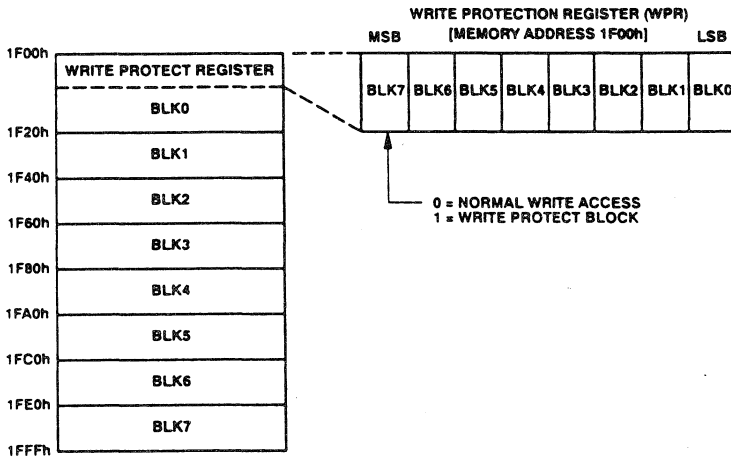 WRITE PROTECTION REGISTER (WPR)
MSB [MEMORY ADDRESS 1F00h] LSB
1F00h
WRITE PROTECT REGISTER
BLK7 BLK6 BLK5 BLK4 BLK3 BLK2 BLK1 BLK0
BLK0
1F20h
BLK1
1F40h
BLK2
0 = NORMAL WRITE ACCESS
1 = WRITE PROTECT BLOCK
1F60h
BLK3
1F80h
BLK4
1FA0h
BLK5
1FC0h
BLK6
1FE0h
BLK7
1FFFh